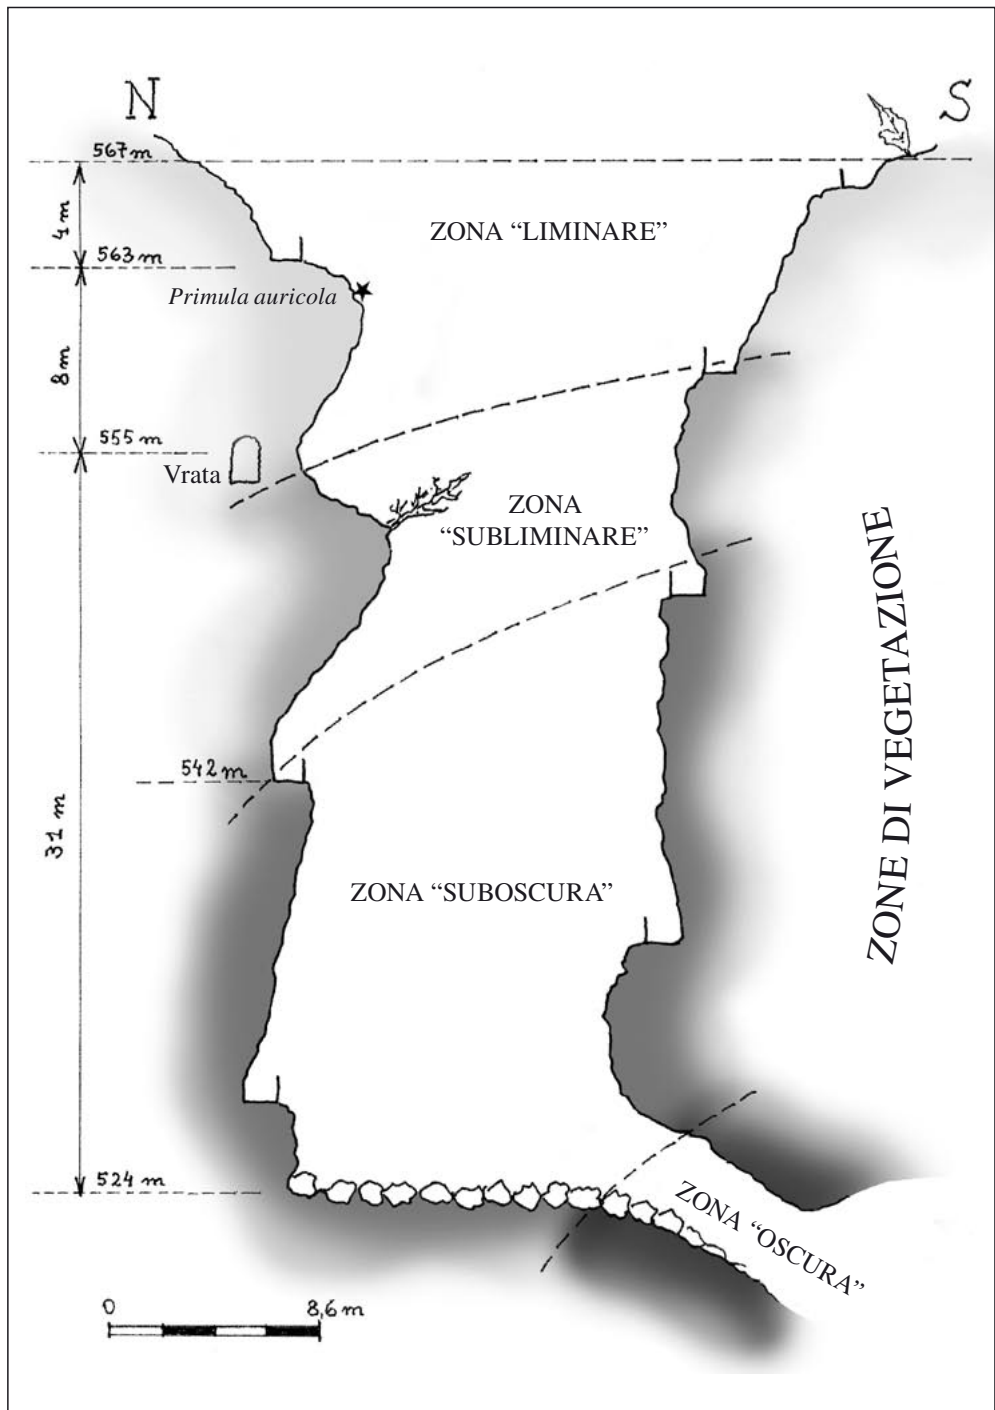 N
S
567 m
4 m
ZONA “LIMINARE”
563 m
Primula auricola
8 m
555 m
Vrata
ZONA
“SUBLIMINARE”
ZONE DI VEGETAZIONE
542 m
31 m
ZONA “SUBOSCURA”
524 m
ZONA “OSCURA”
0
8,6 m